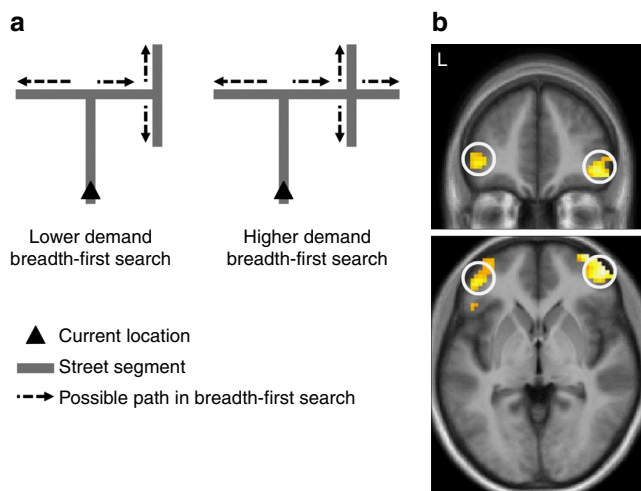 a
b
L
Lower demand
breadth-first search
Higher demand
breadth-first search
Current location
Street segment
Possible path in breadth-first search